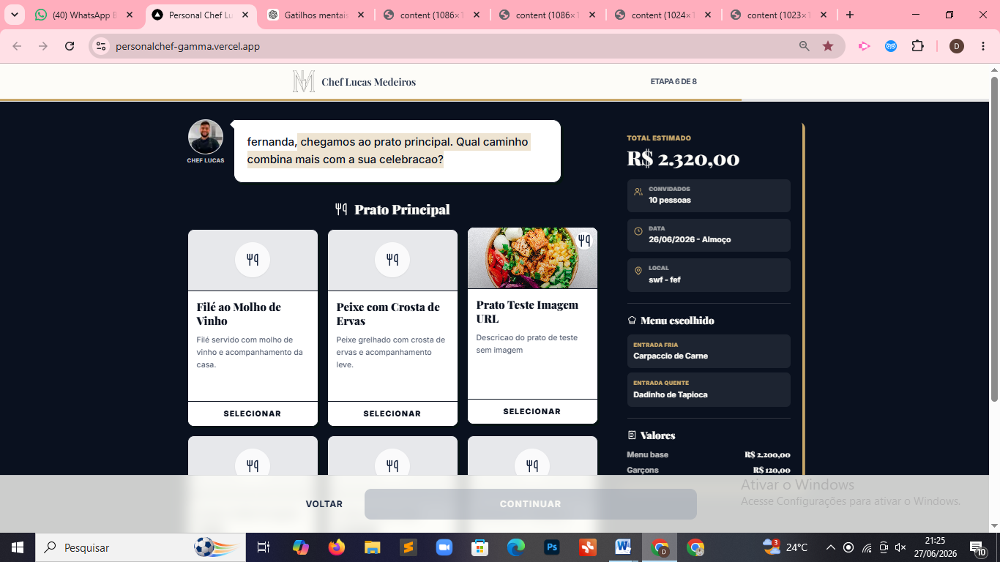 (40) WhatsApp B
Personal Chef Lu
Gatilhos mentais
content (1086×1
content (1086×1
content (1024×1
content (1023×1
personalchef-gamma.vercel.app
D
Chef Lucas Medeiros
ETAPA 6 DE 8
CHEF LUCAS
fernanda, chegamos ao prato principal. Qual caminho
combina mais com a sua celebracao?
Prato Principal
Filé ao Molho de
Vinho
Filé servido com molho de
vinho e acompanhamento da
casa.
SELECIONAR
Peixe com Crosta de
Ervas
Peixe grelhado com crosta de
ervas e acompanhamento
leve.
SELECIONAR
Prato Teste Imagem
URL
Descricao do prato de teste
sem imagem
SELECIONAR
TOTAL ESTIMADO
R$ 2.320,00
CONVIDADOS
10 pessoas
DATA
26/06/2026 - Almoço
LOCAL
swf - fef
Menu escolhido
ENTRADA FRIA
Carpaccio de Carne
ENTRADA QUENTE
Dadinho de Tapioca
Valores
Menu base R$ 2.200,00
Garçons R$ 120,00
VOLTAR
CONTINUAR
Ativar o Windows
Acesse Configurações para ativar o Windows.
Pesquisar
Ps
W
D
3
24°C
21:25
27/06/2026
10